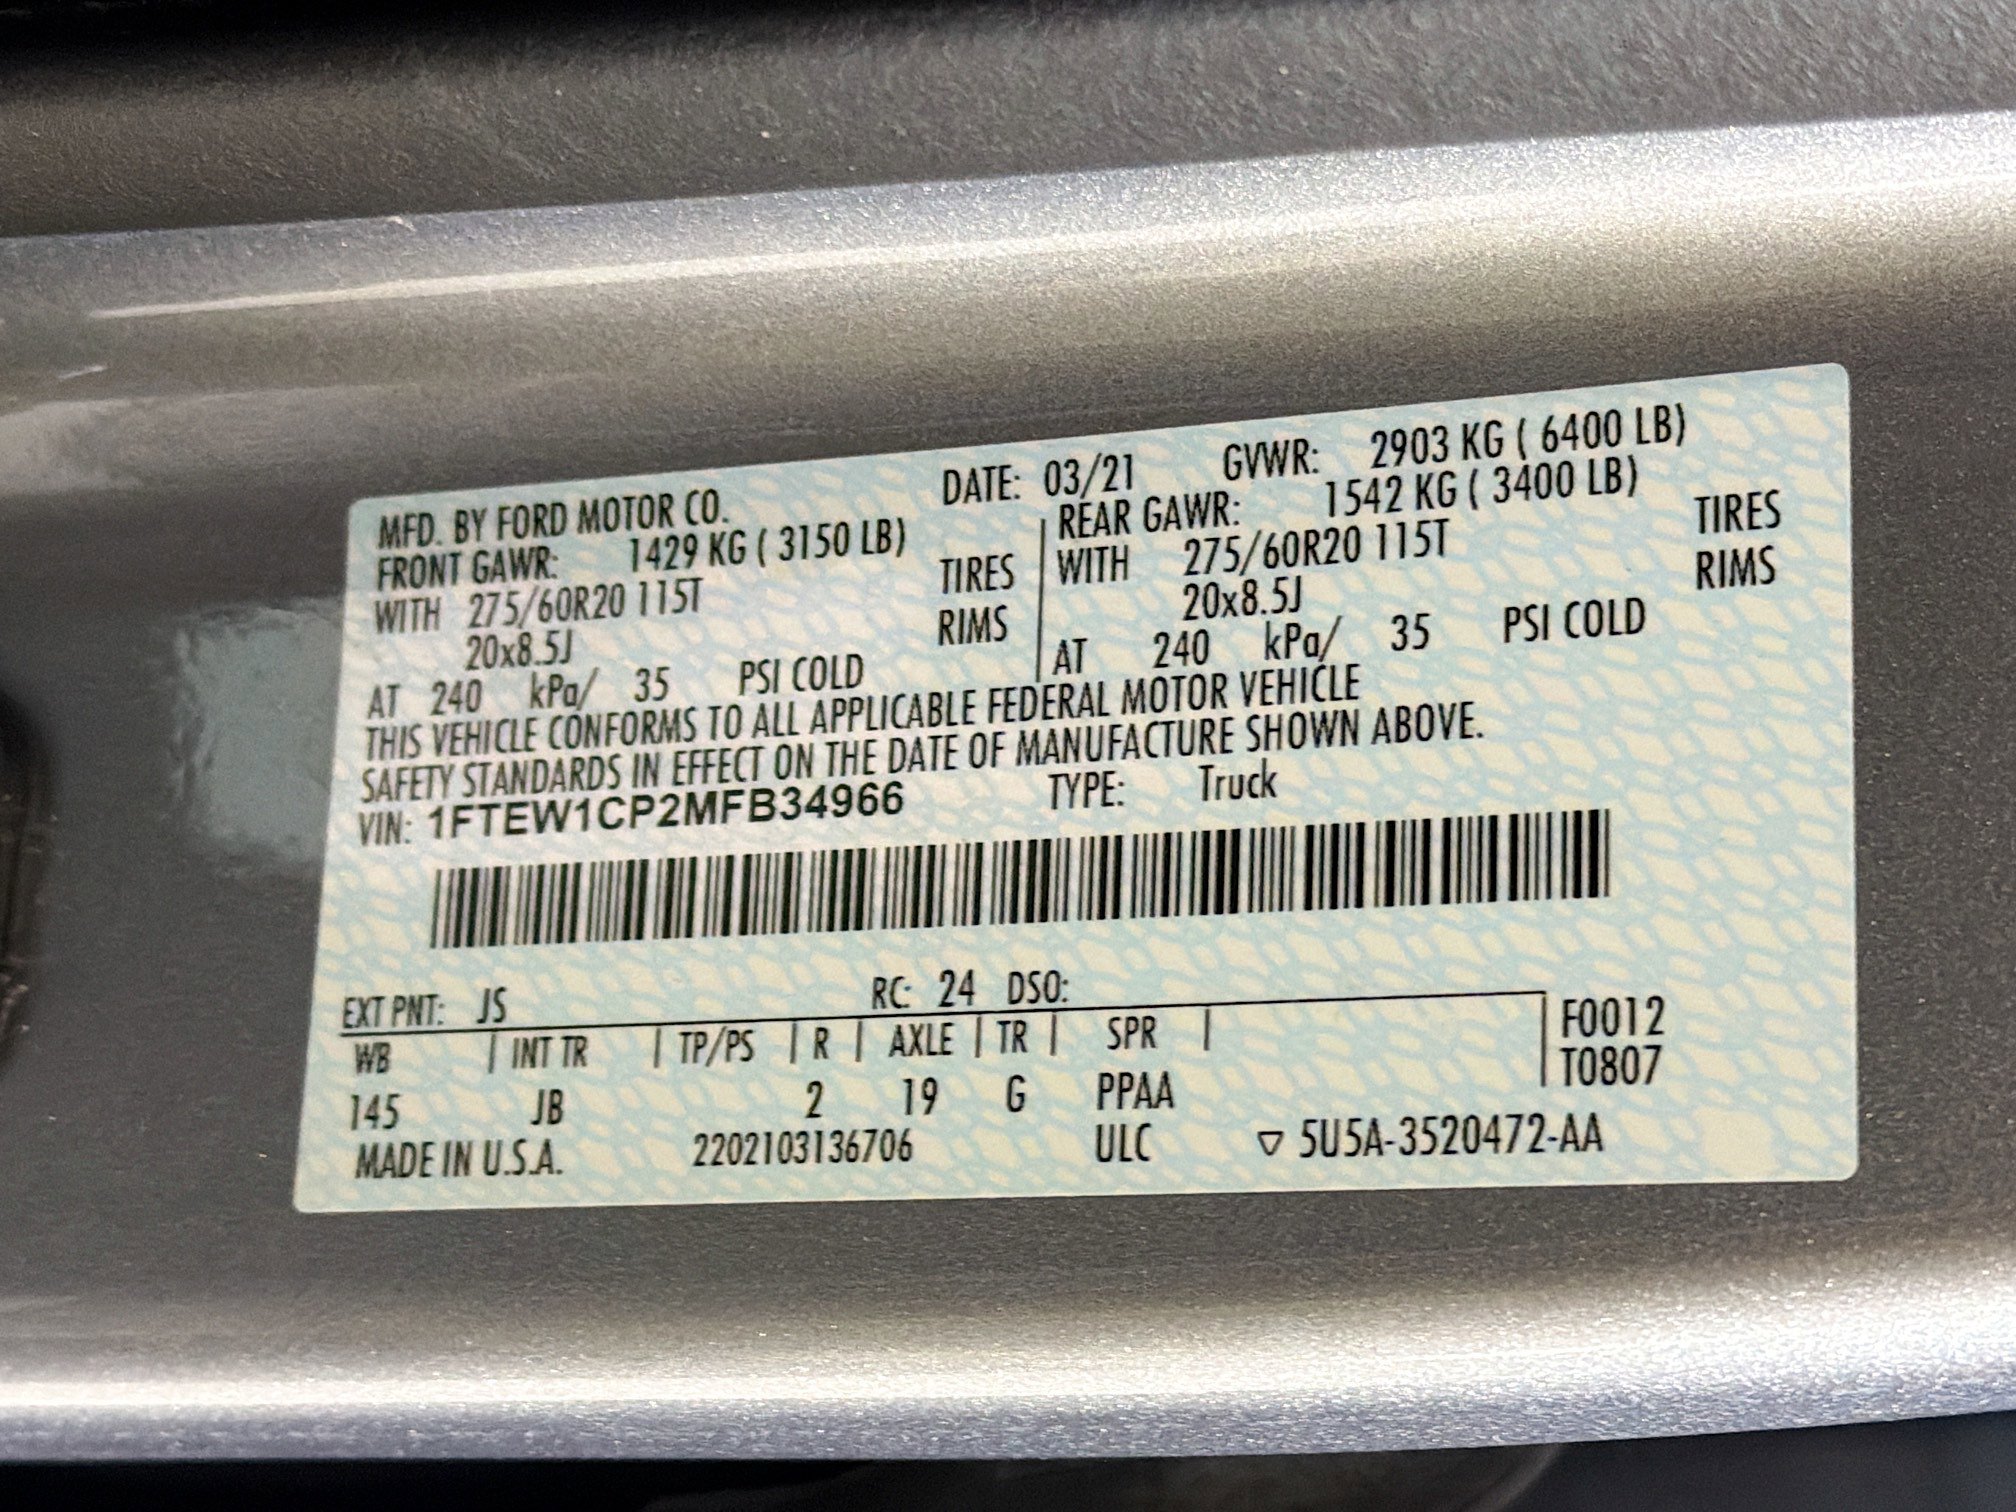 MFD. BY FORD MOTOR CO. DATE: 03/21 GVWR: 2903 KG ( 6400 LB)
FRONT GAWR: 1429 KG ( 3150 LB) REAR GAWR: 1542 KG ( 3400 LB)
WITH 275/60R20 115T TIRES WITH 275/60R20 115T TIRES
20x8.5J RIMS 20x8.5J RIMS
AT 240 kPa/ 35 PSI COLD AT 240 kPa/ 35 PSI COLD
THIS VEHICLE CONFORMS TO ALL APPLICABLE FEDERAL MOTOR VEHICLE
SAFETY STANDARDS IN EFFECT ON THE DATE OF MANUFACTURE SHOWN ABOVE.
VIN: 1FTEW1CP2MFB34966 TYPE: Truck
EXT PNT: JS RC: 24 DSO:
WB | INT TR | TP/PS | R | AXLE | TR | SPR | F0012
T0807
145 JB 2 19 G PPAA
MADE IN U.S.A. 2202103136706 ULC ▽ 5U5A-3520472-AA